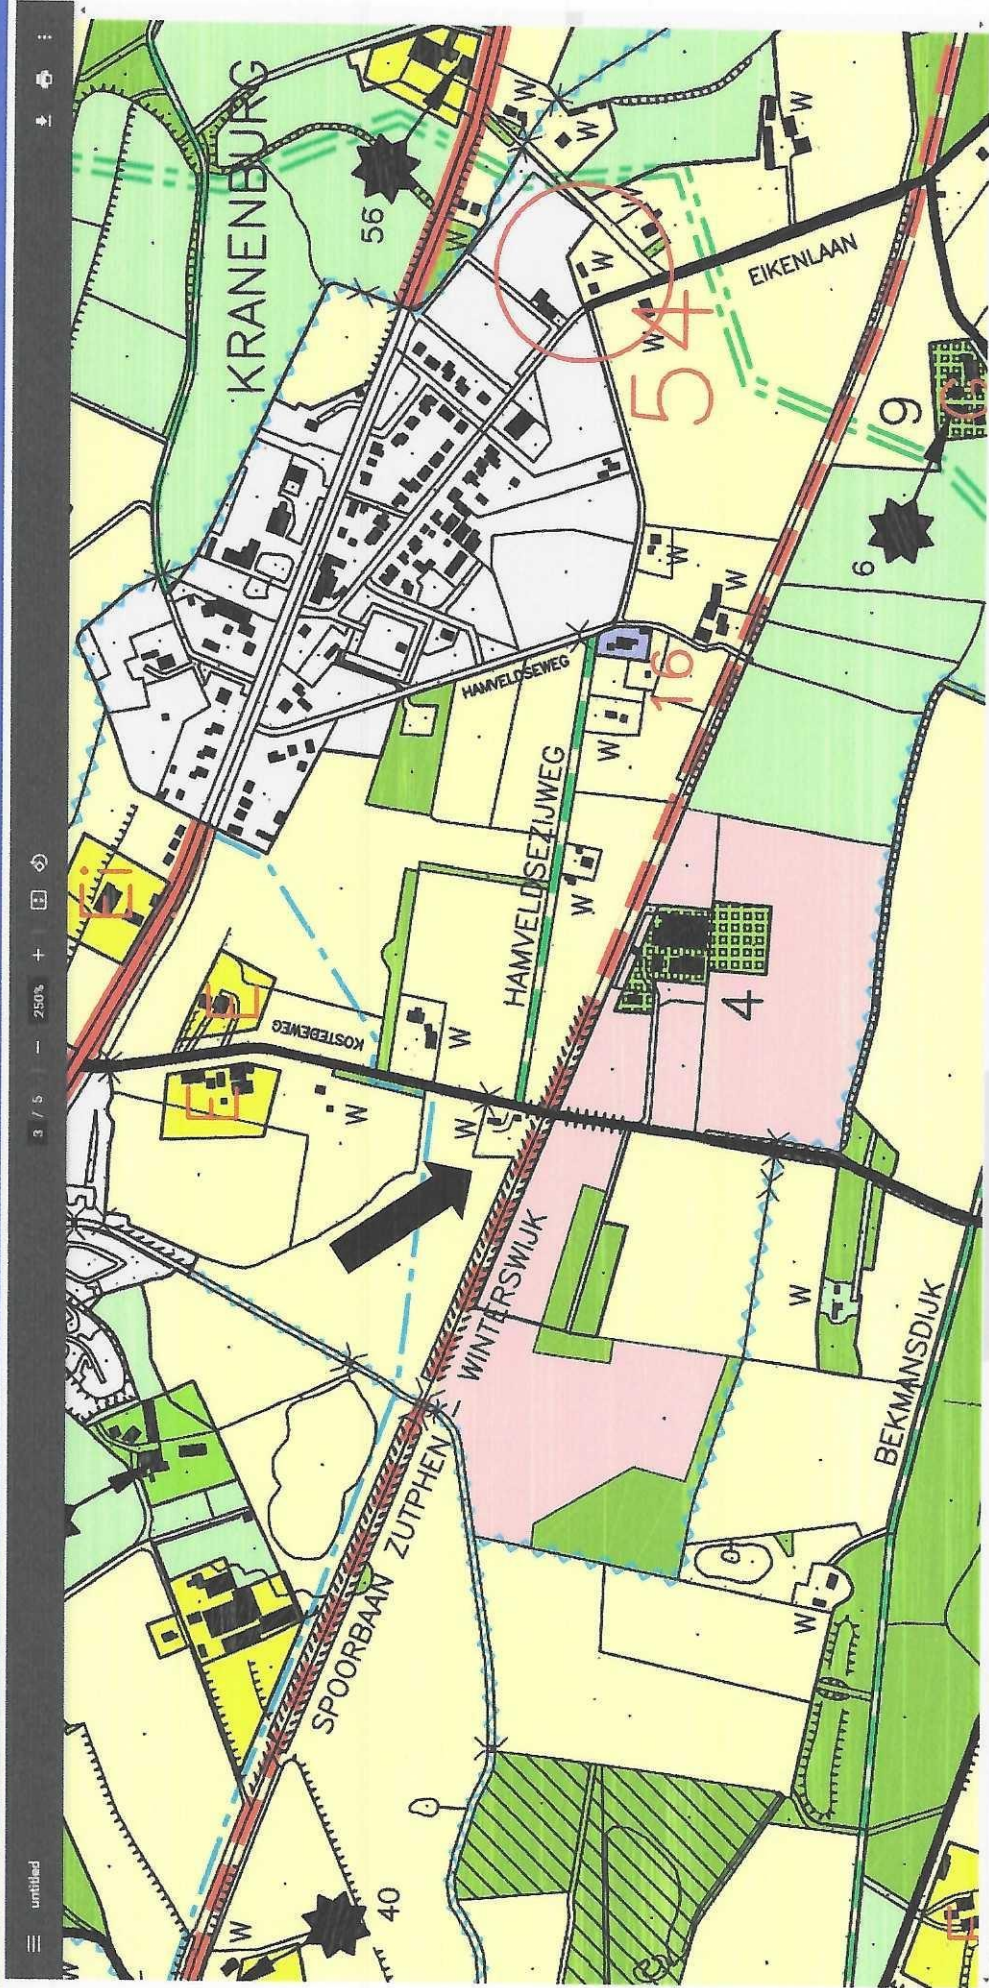 untitled
3 / 5
250%
KRANENBURG
56
W
W
W
W
W
W
W
54
EIKENLAAN
9
6
16
W
W
W
HAMVELDSEWEG
HAMVELDSEZIJWEG
W
Ei
E
E
KOSTEDEWEG
W
W
W
4
SPOORBAAN ZUTPHEN - WINTERSWIJK
W
W
BEKMANSDIJK
W
40
W